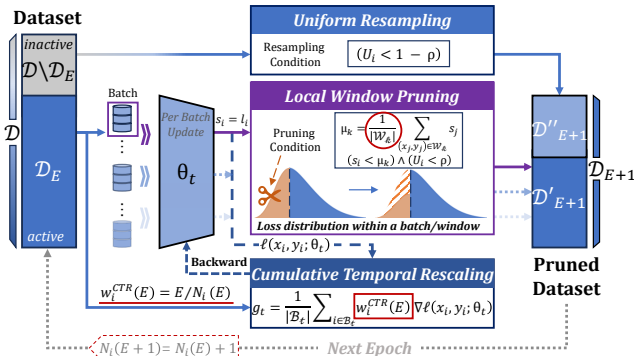 Dataset
inactive
𝒟\𝒟_E
𝒟
𝒟_E
active
Batch
Per Batch
Update
θ_t
s_i = l_i
Uniform Resampling
Resampling
Condition
(U_i < 1 − ρ)
Local Window Pruning
Pruning
Condition
μ_k = 1/|𝒲_k| ∑_{(x_j,y_j)∈𝒲_k} s_j
(s_i < μ_k) ∧ (U_i < ρ)
Loss distribution within a batch/window
ℓ(x_i, y_i; θ_t)
Backward
Cumulative Temporal Rescaling
w_i^{CTR}(E) = E/N_i(E)
g_t = 1/|ℬ_t| ∑_{i∈ℬ_t} w_i^{CTR}(E) ∇ℓ(x_i, y_i; θ_t)
𝒟''_{E+1}
𝒟'_{E+1}
𝒟_{E+1}
Pruned
Dataset
N_i(E + 1) = N_i(E) + 1
Next Epoch